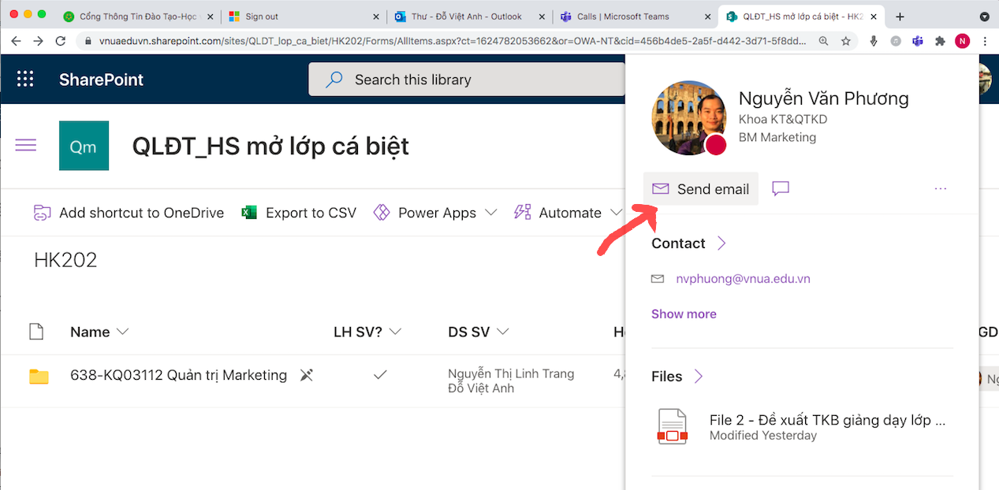 Cổng Thông Tin Đào Tạo-Học
Sign out
Thư - Đỗ Việt Anh - Outlook
Calls | Microsoft Teams
QLĐT_HS mở lớp cá biệt - HK2
vnuaeduvn.sharepoint.com/sites/QLDT_lop_ca_biet/HK202/Forms/AllItems.aspx?ct=1624782053662&or=OWA-NT&cid=456b4de5-2a5f-d442-3d71-5f8dd...
N
SharePoint
Search this library
Qm
QLĐT_HS mở lớp cá biệt
Add shortcut to OneDrive
Export to CSV
Power Apps
Automate
HK202
Name
LH SV?
DS SV
638-KQ03112 Quản trị Marketing
Nguyễn Thị Linh Trang
Đỗ Việt Anh
4,8
GD
Nguyễn Văn Phương
Khoa KT&QTKD
BM Marketing
Send email
...
Contact
nvphuong@vnua.edu.vn
Show more
Files
File 2 - Đề xuất TKB giảng dạy lớp ...
Modified Yesterday